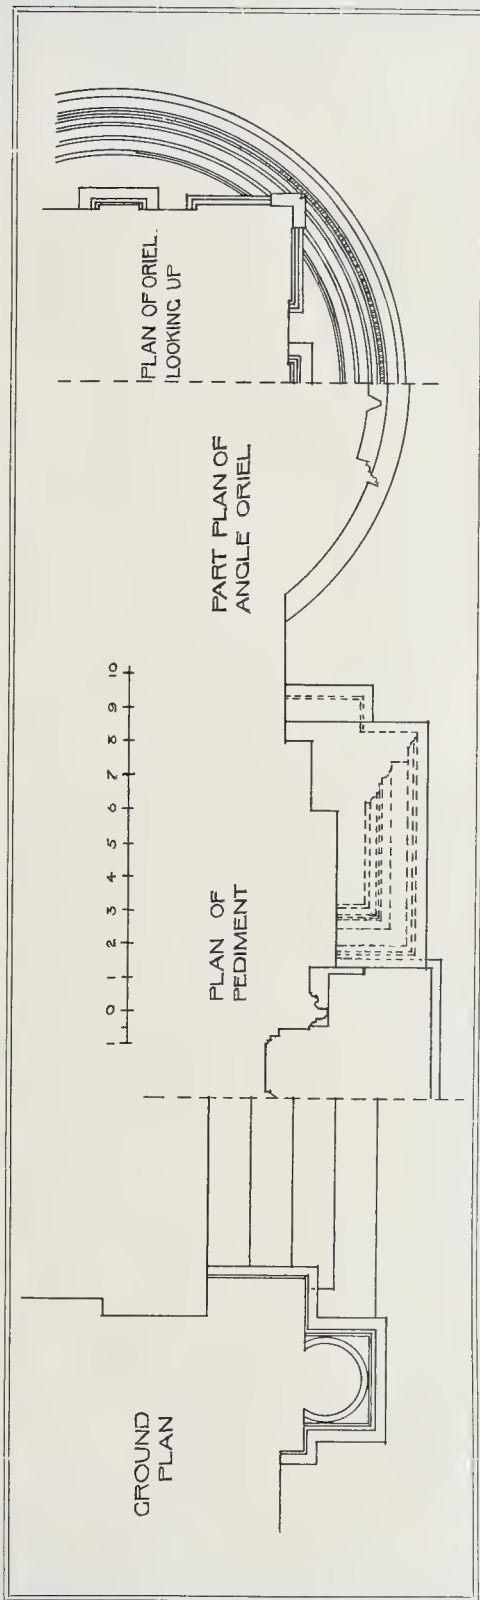 GROUND
PLAN
PLAN OF
PEDIMENT
1 0 1 2 3 4 5 6 7 8 9 10
PART PLAN OF
ANGLE ORIEL.
PLAN OF ORIEL.
LOOKING UP